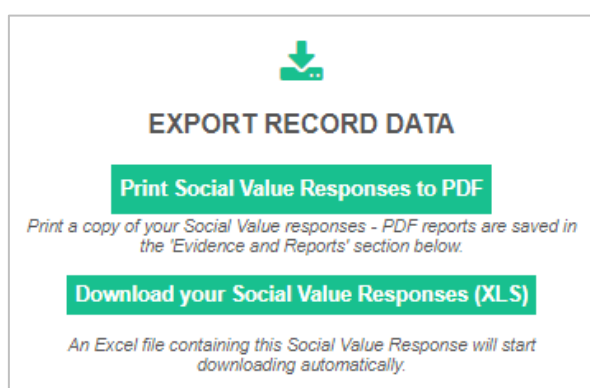 EXPORT RECORD DATA
Print Social Value Responses to PDF
Print a copy of your Social Value responses - PDF reports are saved in
the 'Evidence and Reports' section below.
Download your Social Value Responses (XLS)
An Excel file containing this Social Value Response will start
downloading automatically.